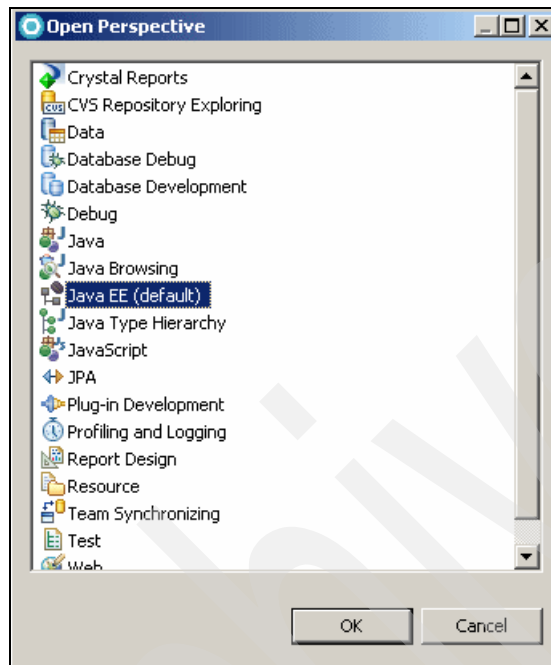 Open Perspective
Crystal Reports
CVS Repository Exploring
Data
Database Debug
Database Development
Debug
Java
Java Browsing
Java EE (default)
Java Type Hierarchy
JavaScript
JPA
Plug-in Development
Profiling and Logging
Report Design
Resource
Team Synchronizing
Test
Web
OK Cancel